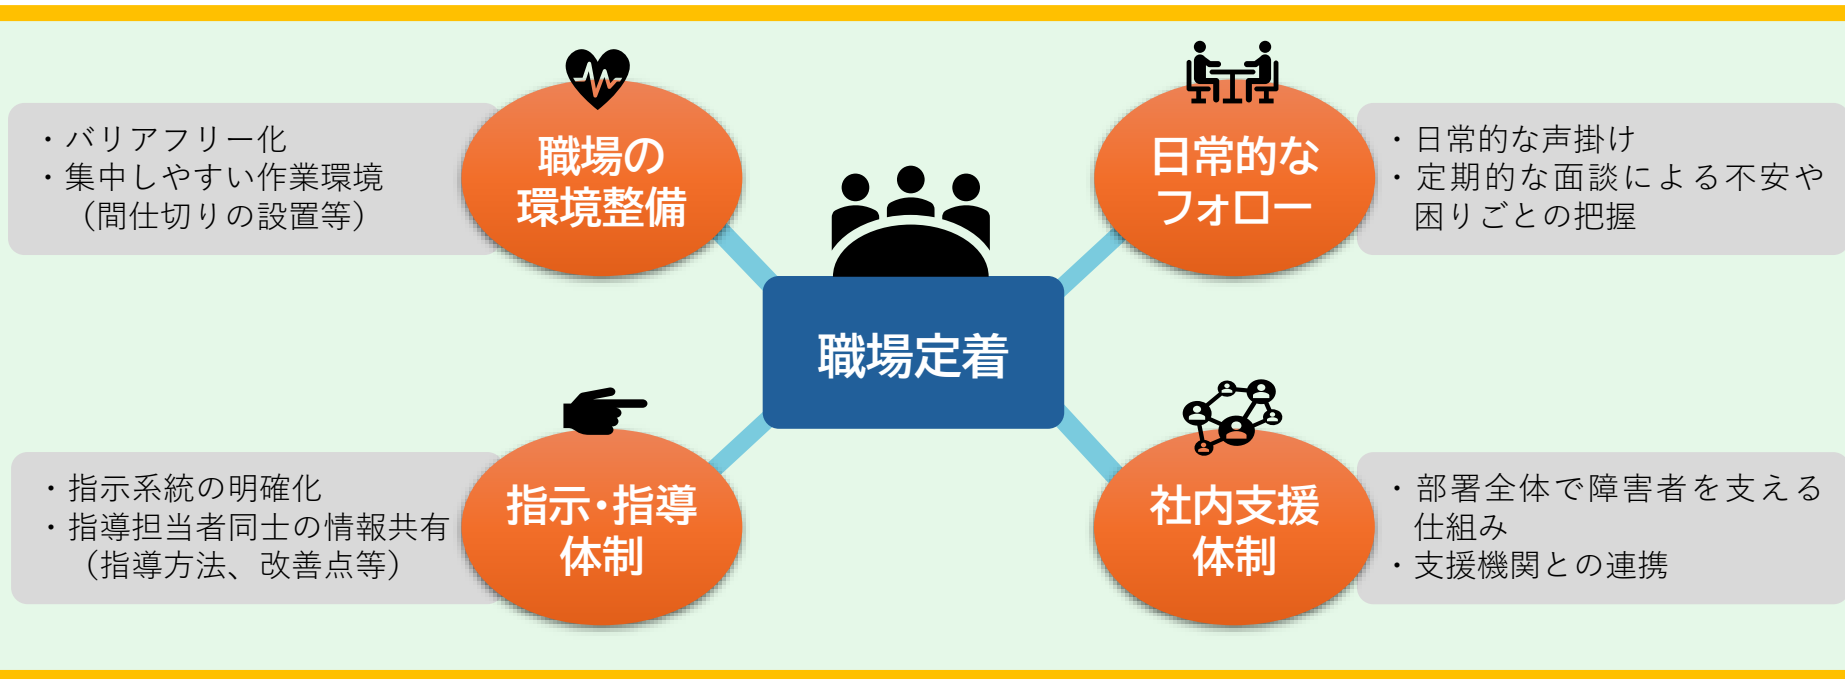 ・バリアフリー化
・集中しやすい作業環境
（間仕切りの設置等）
職場の
環境整備
日常的な
フォロー
・日常的な声掛け
・定期的な面談による不安や
困りごとの把握
職場定着
・指示系統の明確化
・指導担当者同士の情報共有
（指導方法、改善点等）
指示･指導
体制
社内支援
体制
・部署全体で障害者を支える
仕組み
・支援機関との連携